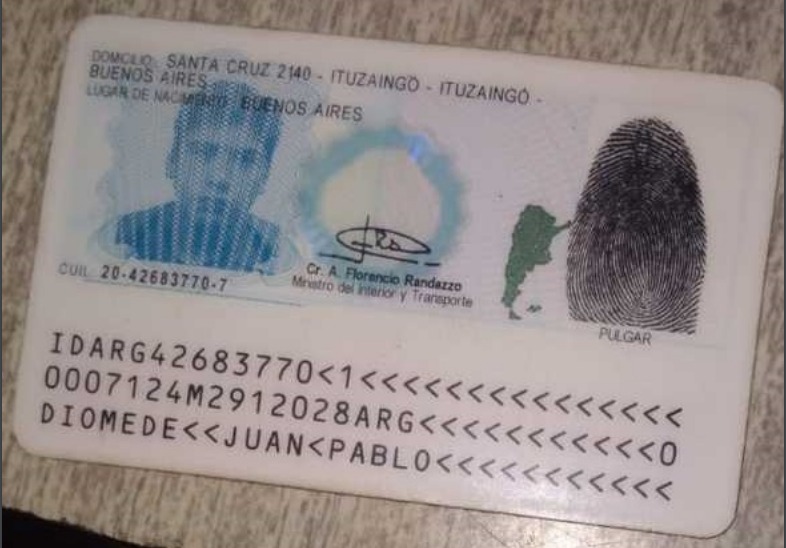 DOMICILIO: SANTA CRUZ 2140 - ITUZAINGÓ - ITUZAINGÓ -
BUENOS AIRES
LUGAR DE NACIMIENTO: BUENOS AIRES
Cr. A. Florencio Randazzo
Ministro del Interior y Transporte
CUIL: 20-42683770-7
PULGAR
IDARG42683770<1<<<<<<<<<<<<<<<
0007124M2912028ARG<<<<<<<<<<<0
DIOMEDE<<JUAN<PABLO<<<<<<<<<<<